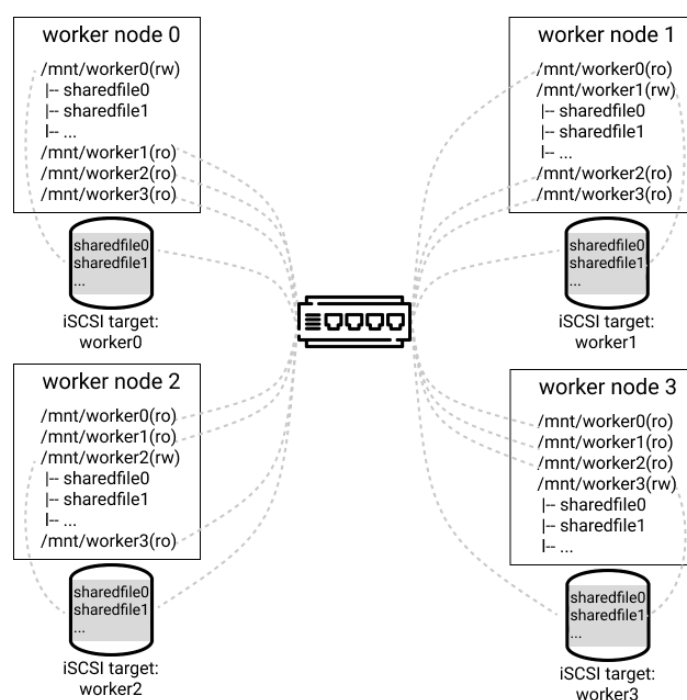 worker node 0
/mnt/worker0(rw)
|-- sharedfile0
|-- sharedfile1
|-- ...
/mnt/worker1(ro)
/mnt/worker2(ro)
/mnt/worker3(ro)
sharedfile0
sharedfile1
...
iSCSI target:
worker0
worker node 1
/mnt/worker0(ro)
/mnt/worker1(rw)
|-- sharedfile0
|-- sharedfile1
|-- ...
/mnt/worker2(ro)
/mnt/worker3(ro)
sharedfile0
sharedfile1
...
iSCSI target:
worker1
worker node 2
/mnt/worker0(ro)
/mnt/worker1(ro)
/mnt/worker2(rw)
|-- sharedfile0
|-- sharedfile1
|-- ...
/mnt/worker3(ro)
sharedfile0
sharedfile1
...
iSCSI target:
worker2
worker node 3
/mnt/worker0(ro)
/mnt/worker1(ro)
/mnt/worker2(ro)
/mnt/worker3(rw)
|-- sharedfile0
|-- sharedfile1
|-- ...
sharedfile0
sharedfile1
...
iSCSI target:
worker3